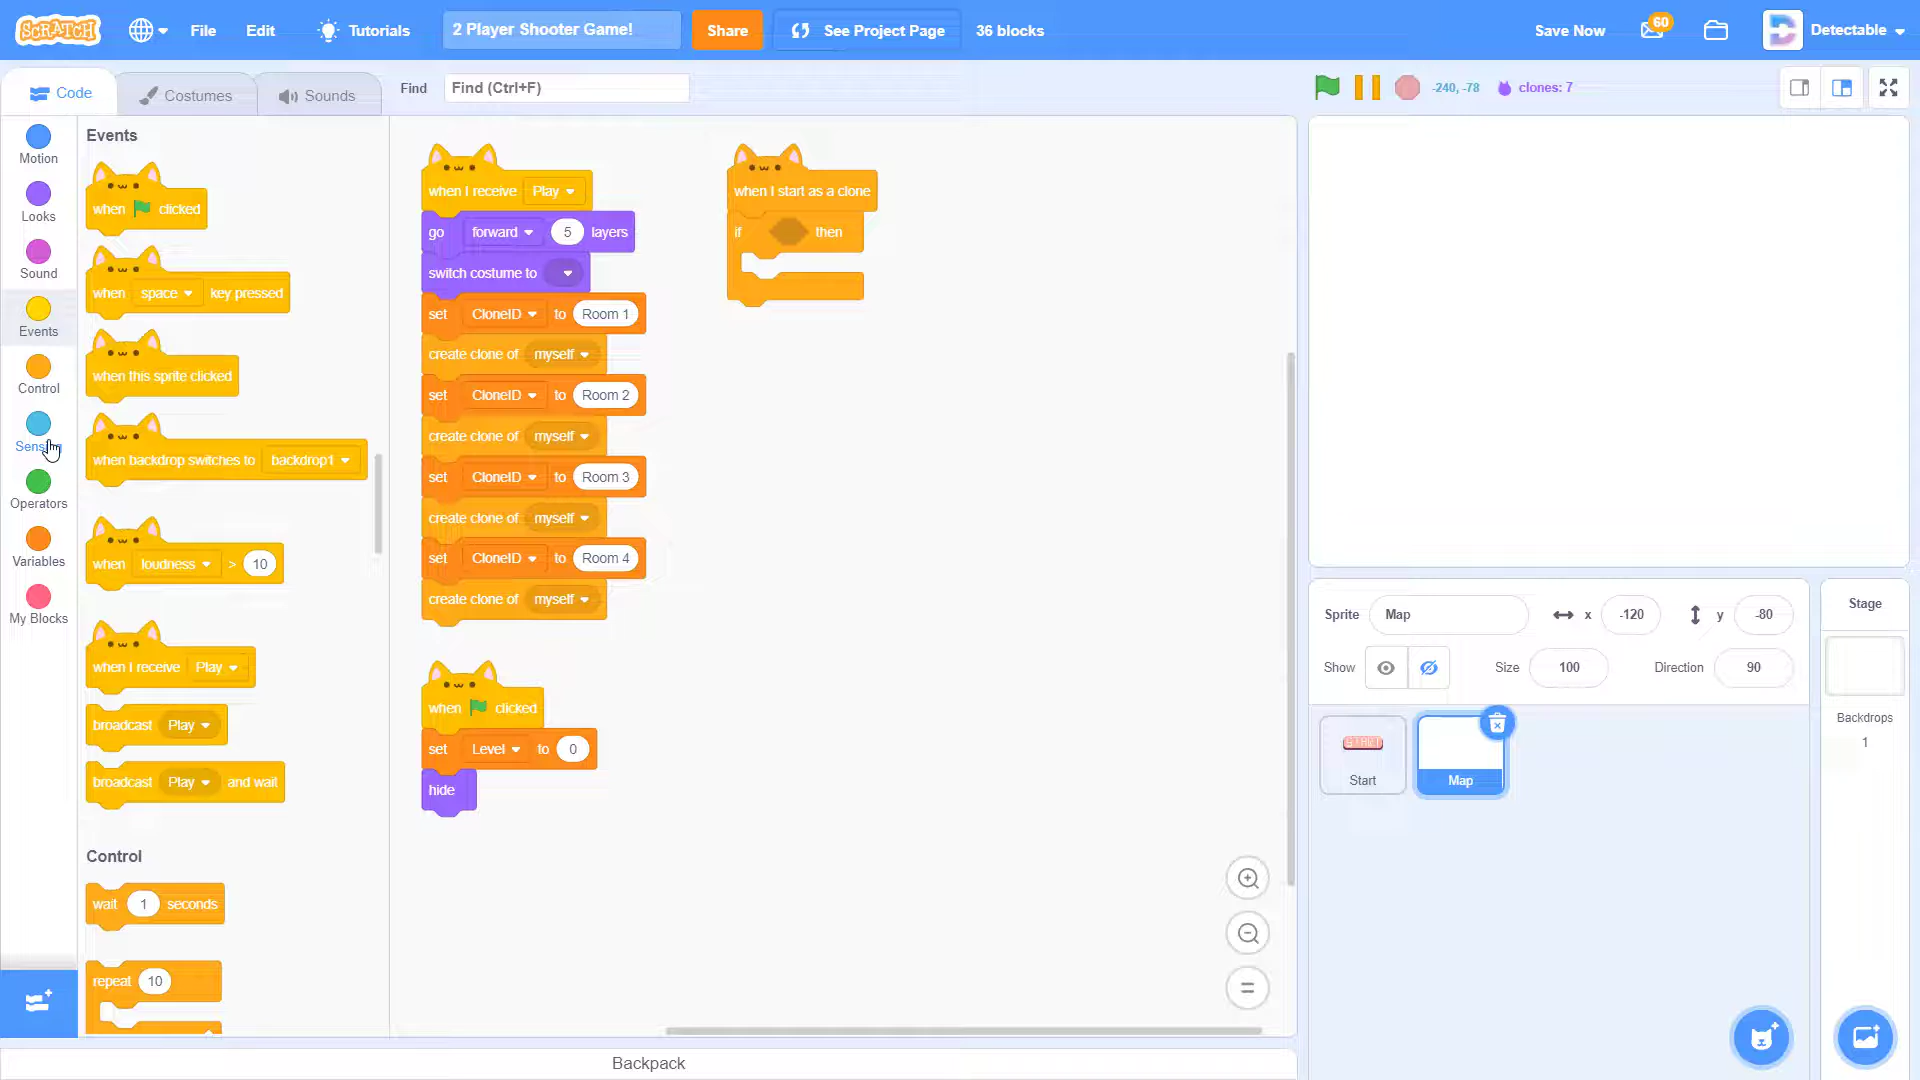 SCRATCH
File
Edit
Tutorials
2 Player Shooter Game!
Share
See Project Page
36 blocks
Save Now
60
Detectable
Code
Costumes
Sounds
Find
Find (Ctrl+F)
-240, -78
clones: 7
Motion
Looks
Sound
Events
Control
Operators
Variables
My Blocks
Events
when clicked
when space key pressed
when this sprite clicked
when backdrop switches to backdrop1
when loudness > 10
when I receive Play
broadcast Play
broadcast Play and wait
Control
wait 1 seconds
repeat 10
when I receive Play
go forward 5 layers
switch costume to
set CloneID to Room 1
create clone of myself
set CloneID to Room 2
create clone of myself
set CloneID to Room 3
create clone of myself
set CloneID to Room 4
create clone of myself
when clicked
set Level to 0
hide
when I start as a clone
if then
Backpack
Sprite Map x -120 y -80
Show Size 100 Direction 90
START
Start
Map
Stage
Backdrops
1